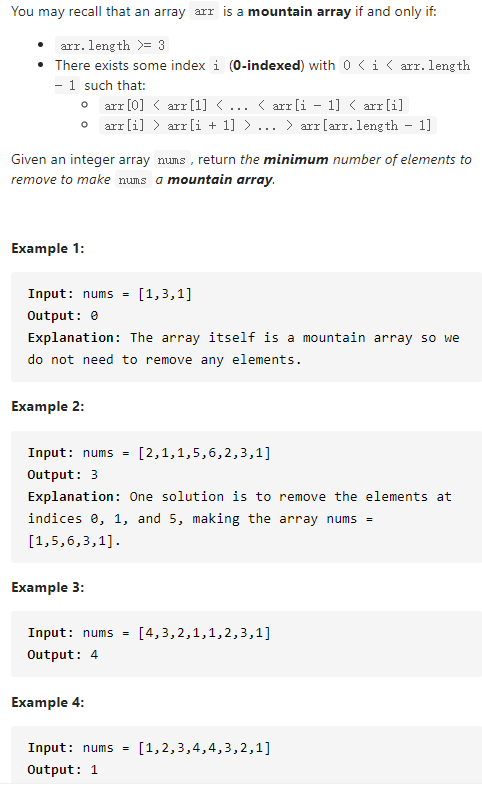 You may recall that an array arr is a mountain array if and only if:
• arr.length >= 3
• There exists some index i (0-indexed) with 0 < i < arr.length
- 1 such that:
○ arr[0] < arr[1] < ... < arr[i - 1] < arr[i]
○ arr[i] > arr[i + 1] > ... > arr[arr.length - 1]
Given an integer array nums , return the minimum number of elements to
remove to make nums a mountain array.
Example 1:
Input: nums = [1,3,1]
Output: 0
Explanation: The array itself is a mountain array so we
do not need to remove any elements.
Example 2:
Input: nums = [2,1,1,5,6,2,3,1]
Output: 3
Explanation: One solution is to remove the elements at
indices 0, 1, and 5, making the array nums =
[1,5,6,3,1].
Example 3:
Input: nums = [4,3,2,1,1,2,3,1]
Output: 4
Example 4:
Input: nums = [1,2,3,4,4,3,2,1]
Output: 1